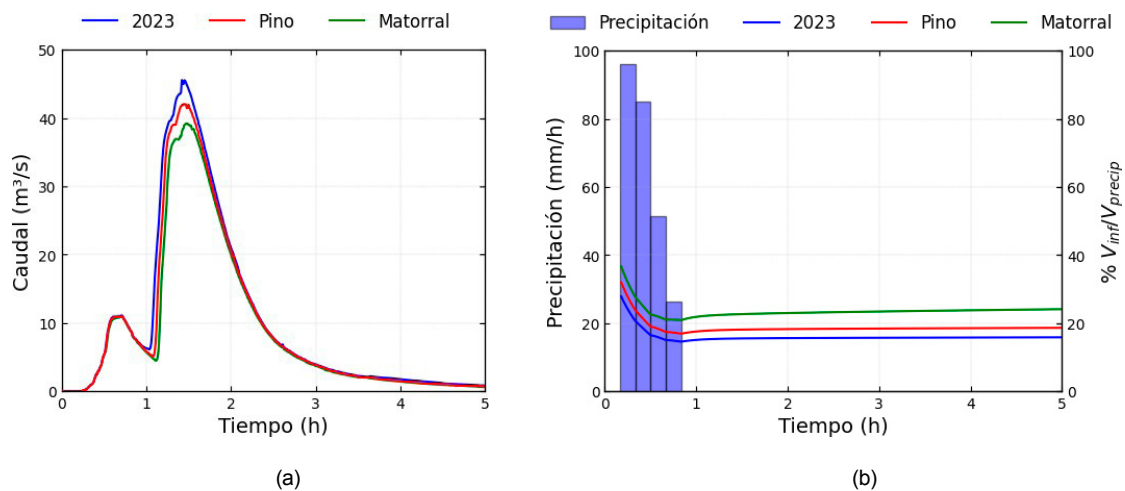 2023 Pino Matorral
50
40
30
20
10
0
Caudal (m³/s)
0 1 2 3 4 5
Tiempo (h)
(a)
Precipitación 2023 Pino Matorral
100
80
60
40
20
0
Precipitación (mm/h)
100
80
60
40
20
0
% V_inf/V_precip
0 1 2 3 4 5
Tiempo (h)
(b)